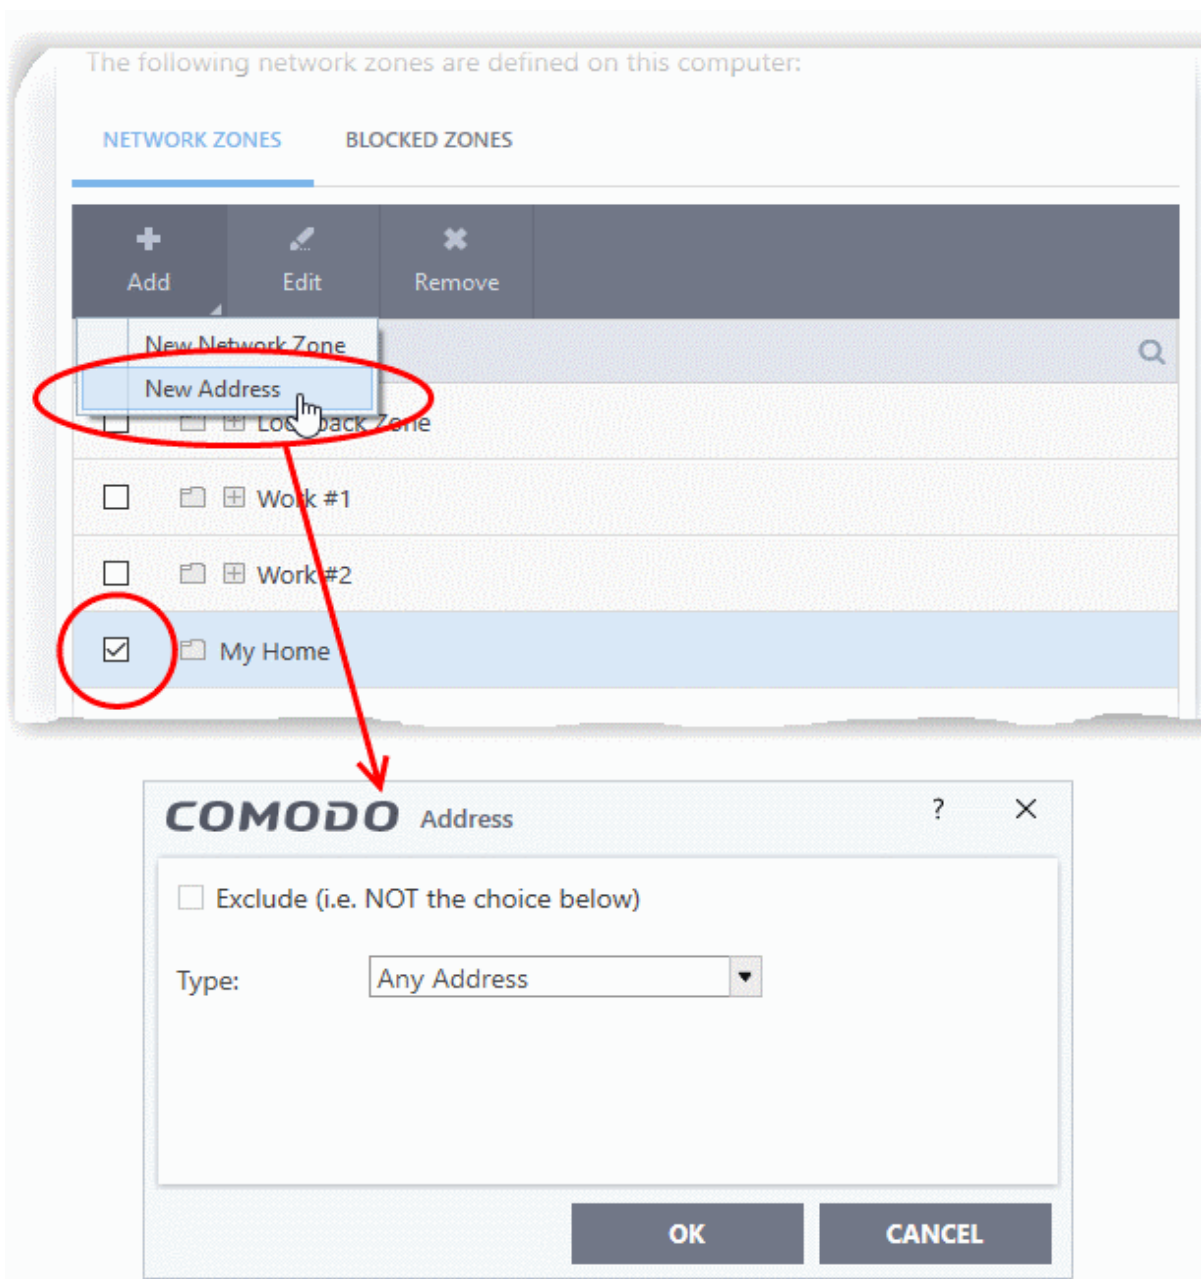 The following network zones are defined on this computer:
NETWORK ZONES BLOCKED ZONES
Add Edit Remove
New Network Zone
New Address
Loopback Zone
Work #1
Work #2
My Home
COMODO Address ?
Exclude (i.e. NOT the choice below)
Type: Any Address
OK CANCEL